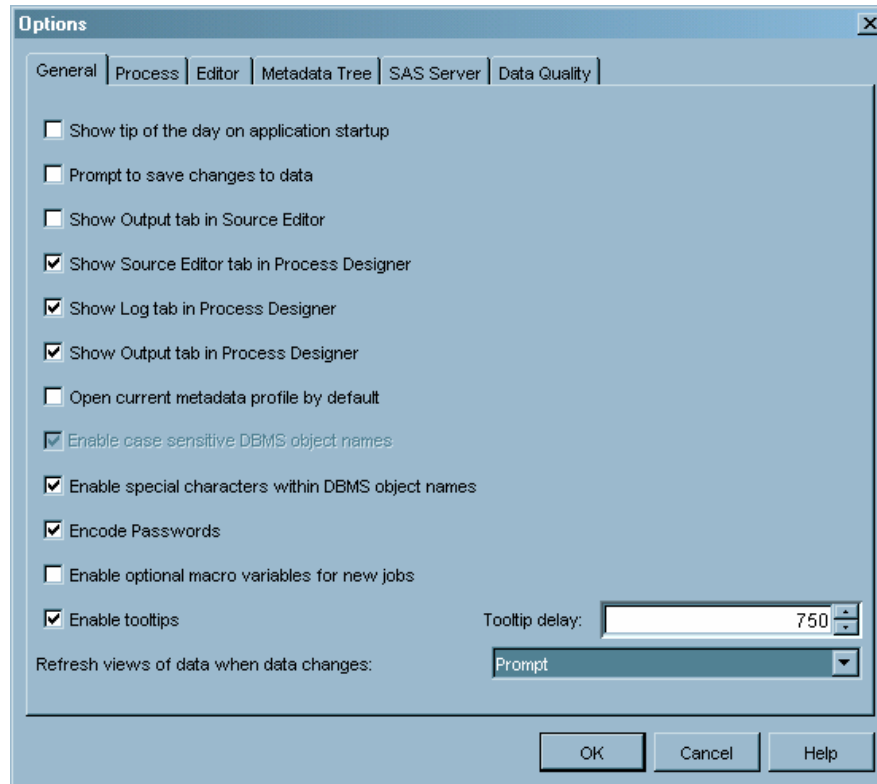 Options
General Process Editor Metadata Tree SAS Server Data Quality
Show tip of the day on application startup
Prompt to save changes to data
Show Output tab in Source Editor
Show Source Editor tab in Process Designer
Show Log tab in Process Designer
Show Output tab in Process Designer
Open current metadata profile by default
Enable case sensitive DBMS object names
Enable special characters within DBMS object names
Encode Passwords
Enable optional macro variables for new jobs
Enable tooltips Tooltip delay: 750
Refresh views of data when data changes: Prompt
OK Cancel Help